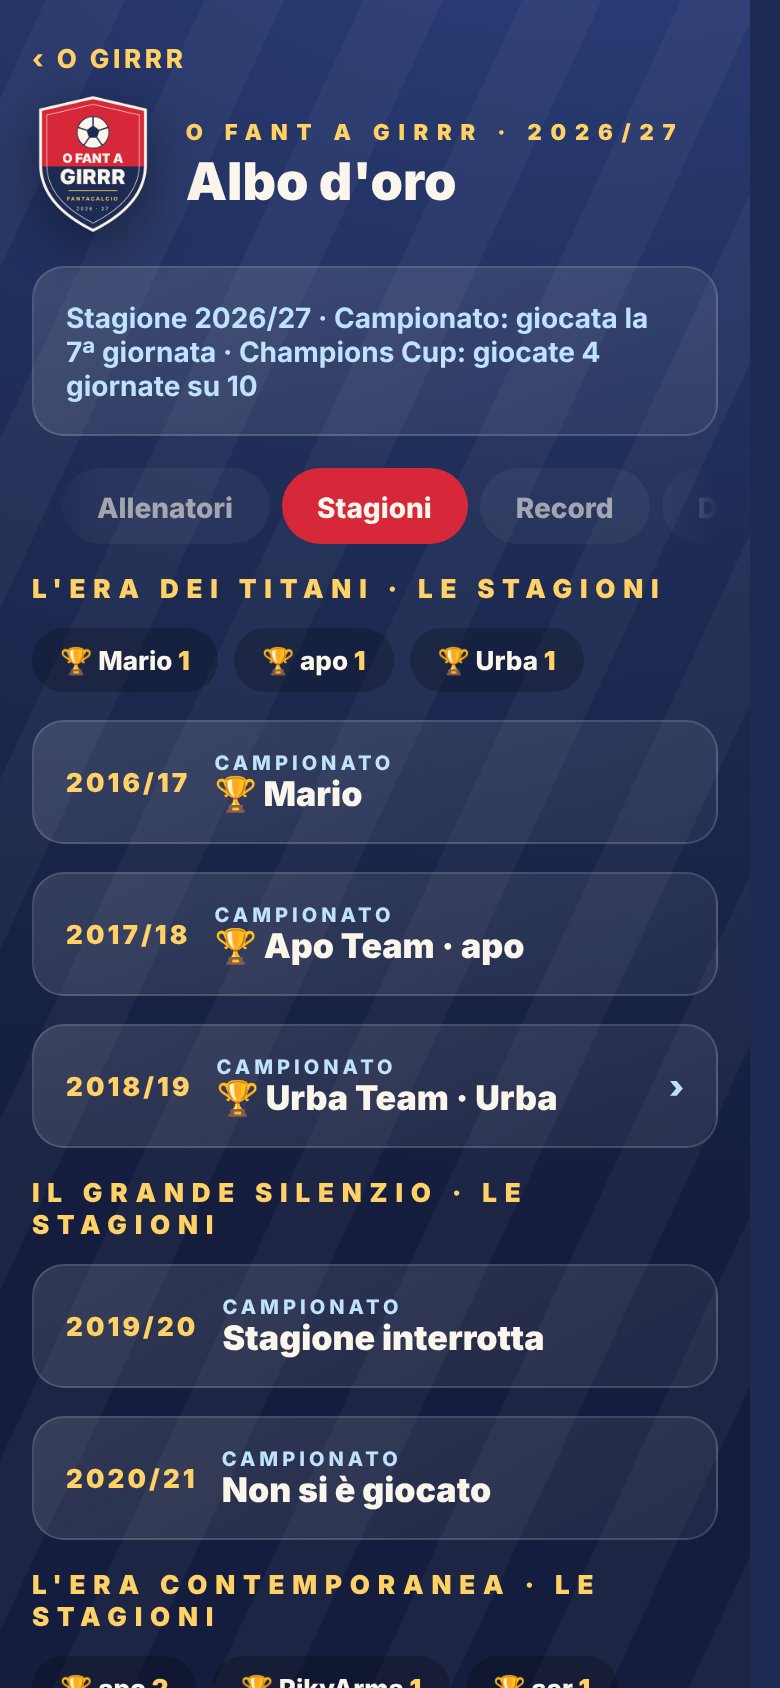 ‹ O GIRRR
O FANT A
GIRRR
FANTACALCIO
2026 · 27
O FANT A GIRRR · 2026/27
Albo d'oro
Stagione 2026/27 · Campionato: giocata la
7ª giornata · Champions Cup: giocate 4
giornate su 10
Allenatori
Stagioni
Record
D
L'ERA DEI TITANI · LE STAGIONI
🏆 Mario 1
🏆 apo 1
🏆 Urba 1
2016/17
CAMPIONATO
🏆 Mario
2017/18
CAMPIONATO
🏆 Apo Team · apo
2018/19
CAMPIONATO
🏆 Urba Team · Urba
›
IL GRANDE SILENZIO · LE
STAGIONI
2019/20
CAMPIONATO
Stagione interrotta
2020/21
CAMPIONATO
Non si è giocato
L'ERA CONTEMPORANEA · LE
STAGIONI